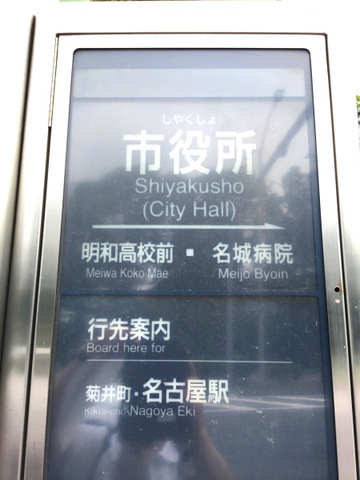 しやくしょ
市役所
Shiyakusho
(City Hall)
明和高校前 ■ 名城病院
Meiwa Koko Mae Meijo Byoin
行先案内
Board here for
菊井町・名古屋駅
Kikui-cho Nagoya Eki